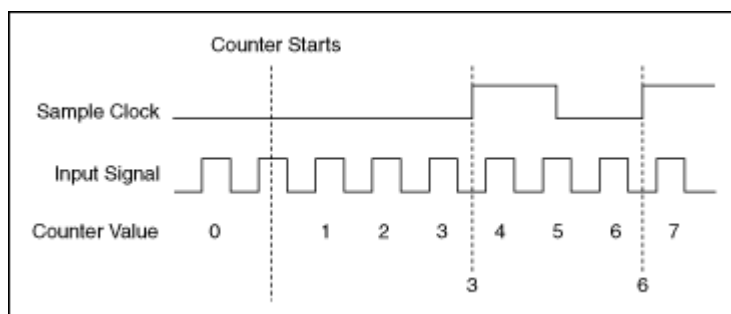 Counter Starts
Sample Clock
Input Signal
Counter Value 0 1 2 3 4 5 6 7
3 6